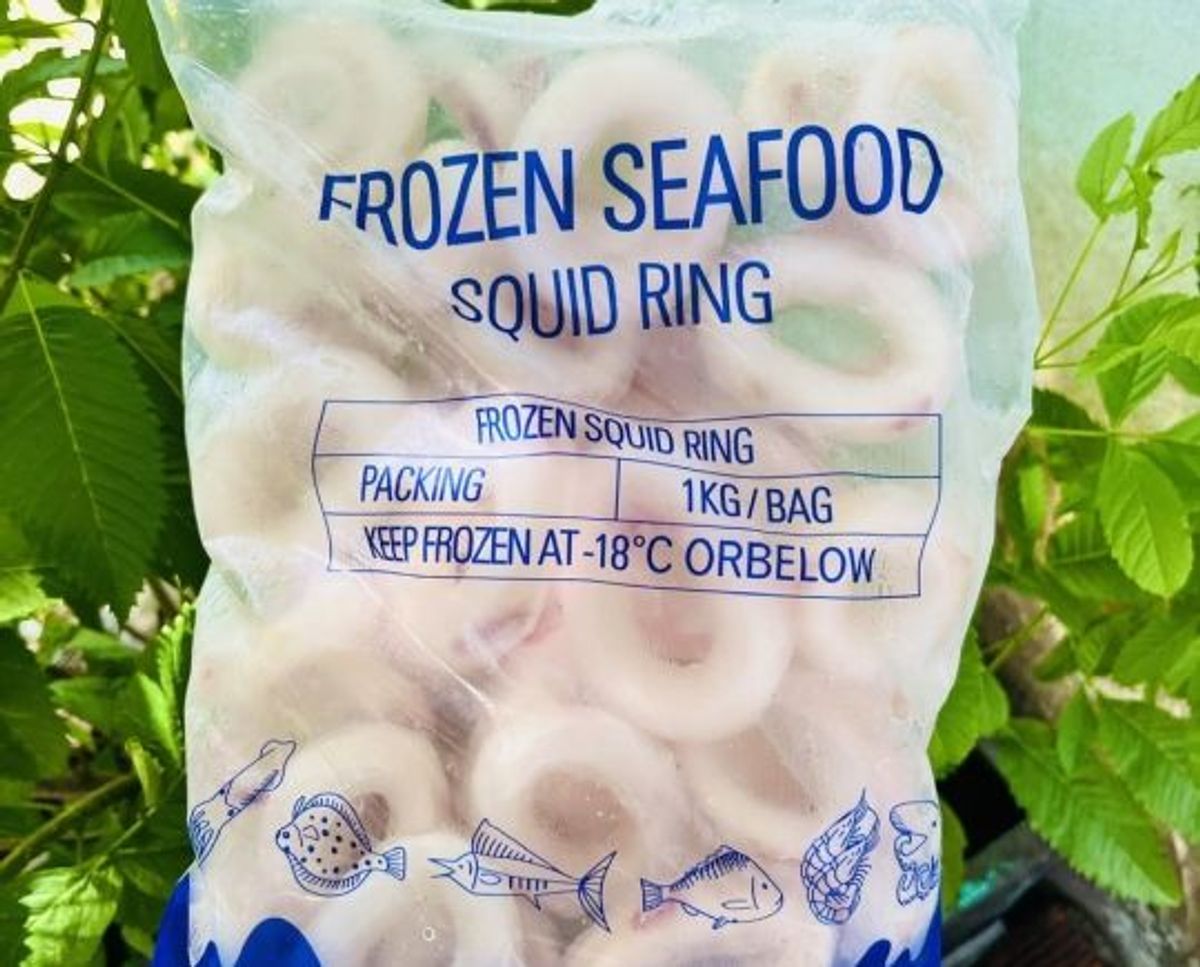 FROZEN SEAFOOD
SQUID RING
FROZEN SQUID RING
PACKING 1KG/BAG
KEEP FROZEN AT -18°C ORBELOW